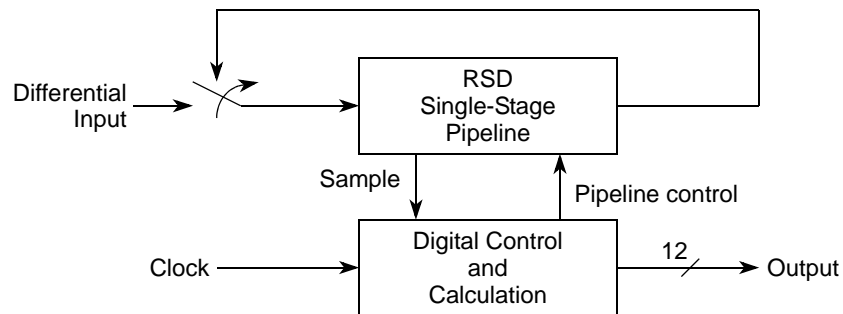 RSD
Single-Stage
Pipeline
Differential
Input
Sample
Pipeline control
Digital Control
and
Calculation
Clock
12
Output